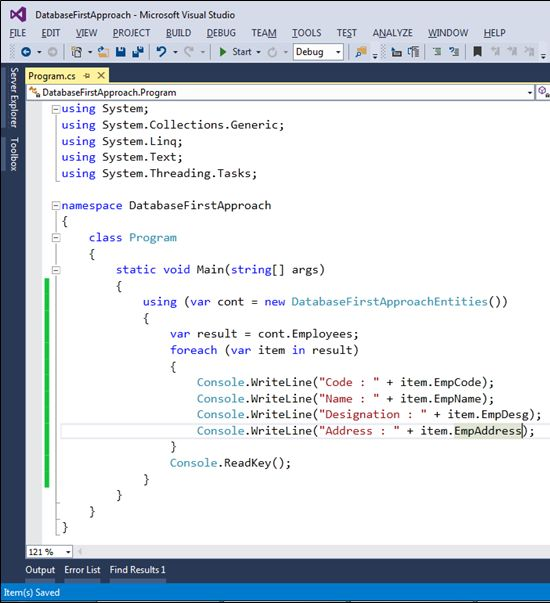 DatabaseFirstApproach - Microsoft Visual Studio
FILE EDIT VIEW PROJECT BUILD DEBUG TEAM TOOLS TEST ANALYZE WINDOW HELP
Start Debug
Server Explorer
Toolbox
Program.cs
DatabaseFirstApproach.Program
using System;
using System.Collections.Generic;
using System.Linq;
using System.Text;
using System.Threading.Tasks;
namespace DatabaseFirstApproach
{
class Program
{
static void Main(string[] args)
{
using (var cont = new DatabaseFirstApproachEntities())
{
var result = cont.Employees;
foreach (var item in result)
{
Console.WriteLine("Code : " + item.EmpCode);
Console.WriteLine("Name : " + item.EmpName);
Console.WriteLine("Designation : " + item.EmpDesg);
Console.WriteLine("Address : " + item.EmpAddress);
}
Console.ReadKey();
}
}
}
}
121 %
Output Error List Find Results 1
Item(s) Saved